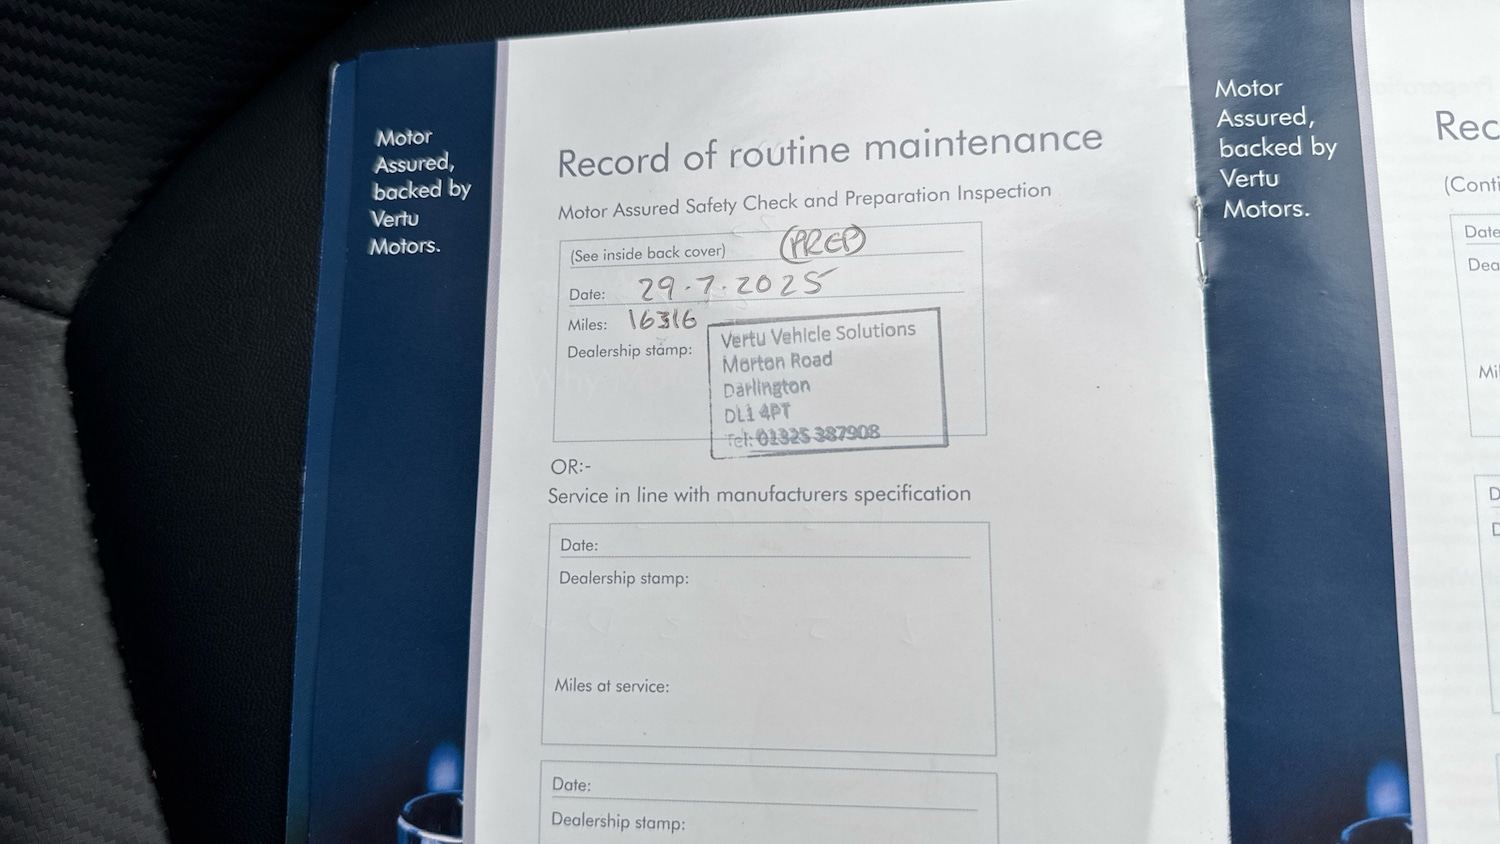 Motor
Assured,
backed by
Vertu
Motors.
Record of routine maintenance
Motor Assured Safety Check and Preparation Inspection
(See inside back cover) (PREP)
Date: 29.7.2025
Miles: 16316
Dealership stamp:
Vertu Vehicle Solutions
Morton Road
Darlington
DL1 4PT
Tel: 01325 387908
OR:-
Service in line with manufacturers specification
Date:
Dealership stamp:
Miles at service:
Date:
Dealership stamp:
Motor
Assured,
backed by
Vertu
Motors.
Rec
(Conti
Date
Dea
Mil
D
D